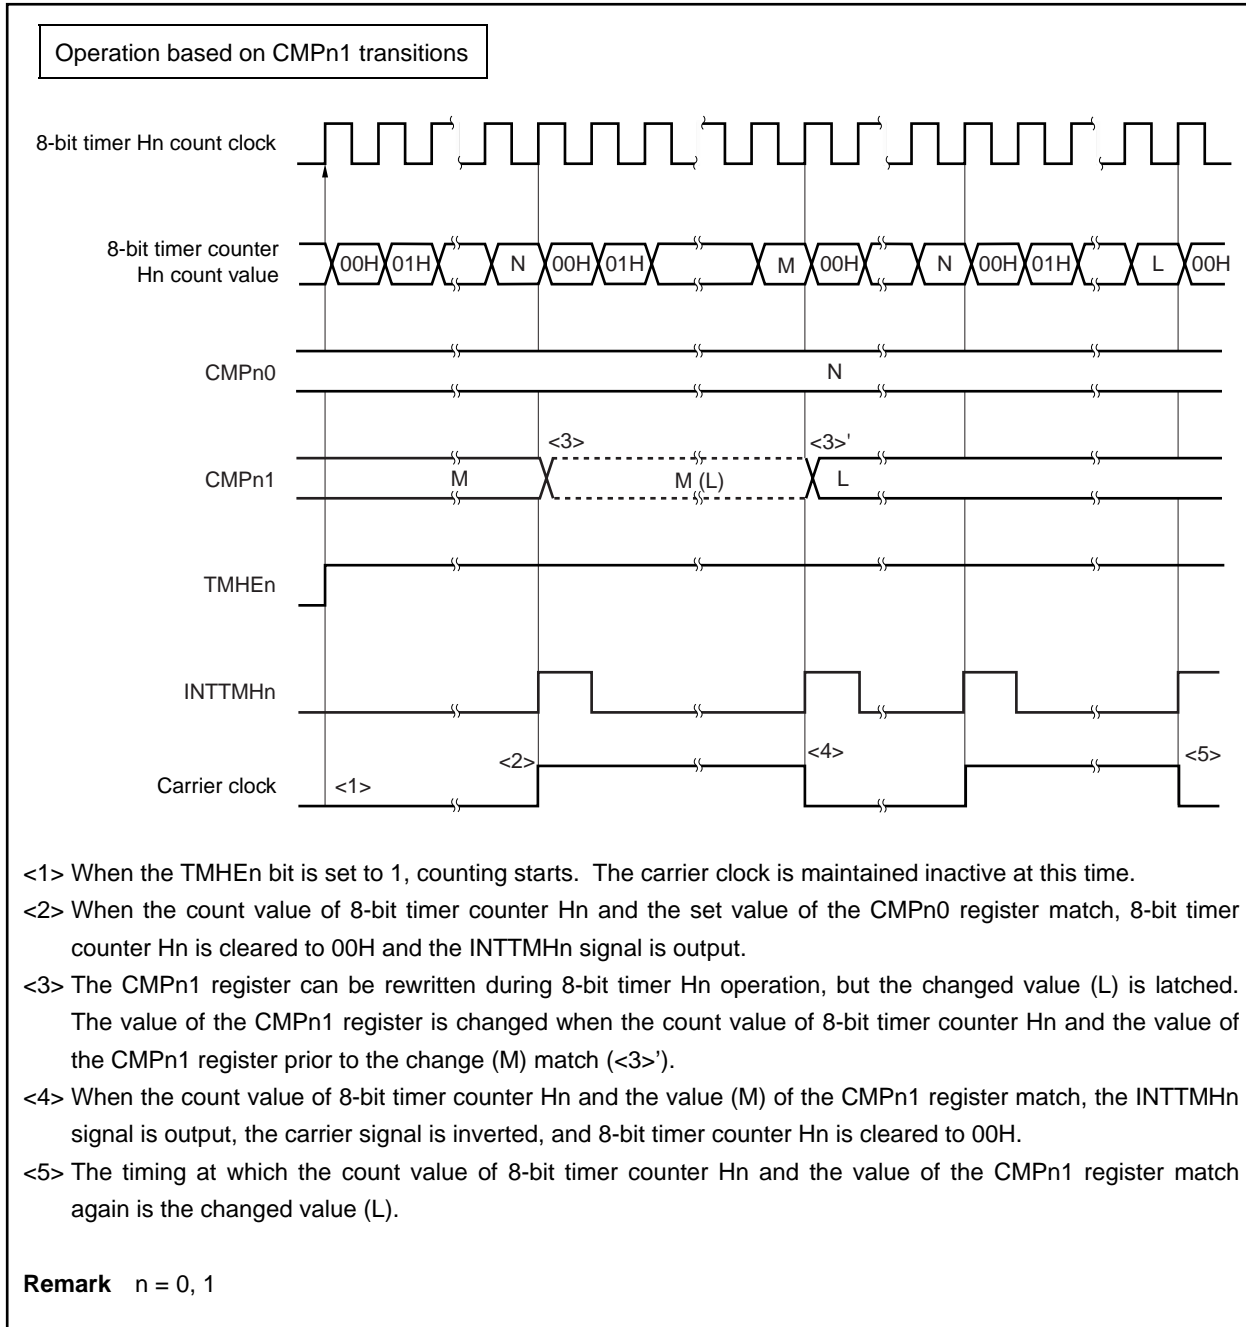 Operation based on CMPn1 transitions
8-bit timer Hn count clock
8-bit timer counter
Hn count value
00H 01H N 00H 01H M 00H N 00H 01H L 00H
CMPn0
N
<3> <3>'
CMPn1
M M (L) L
TMHEn
INTTMHn
<2> <4> <5>
Carrier clock
<1>
<1> When the TMHEn bit is set to 1, counting starts. The carrier clock is maintained inactive at this time.
<2> When the count value of 8-bit timer counter Hn and the set value of the CMPn0 register match, 8-bit timer
counter Hn is cleared to 00H and the INTTMHn signal is output.
<3> The CMPn1 register can be rewritten during 8-bit timer Hn operation, but the changed value (L) is latched.
The value of the CMPn1 register is changed when the count value of 8-bit timer counter Hn and the value of
the CMPn1 register prior to the change (M) match (<3>').
<4> When the count value of 8-bit timer counter Hn and the value (M) of the CMPn1 register match, the INTTMHn
signal is output, the carrier signal is inverted, and 8-bit timer counter Hn is cleared to 00H.
<5> The timing at which the count value of 8-bit timer counter Hn and the value of the CMPn1 register match
again is the changed value (L).
Remark n = 0, 1